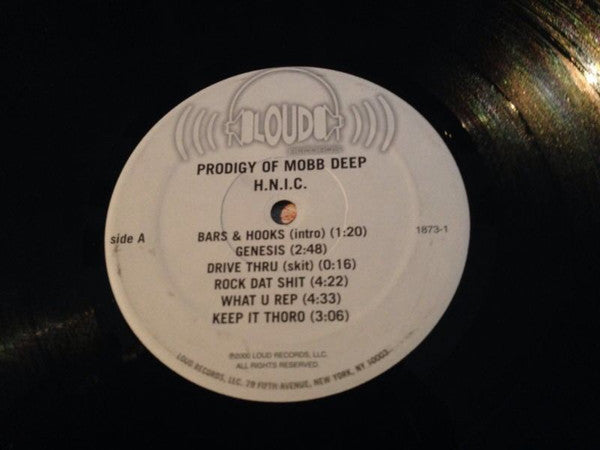 LOUD
RECORDS
PRODIGY OF MOBB DEEP
H.N.I.C.
side A
1873-1
BARS & HOOKS (intro) (1:20)
GENESIS (2:48)
DRIVE THRU (skit) (0:16)
ROCK DAT SHIT (4:22)
WHAT U REP (4:33)
KEEP IT THORO (3:06)
℗2000 LOUD RECORDS, LLC.
ALL RIGHTS RESERVED.
LOUD RECORDS, LLC. 79 FIFTH AVENUE, NEW YORK, NY 10003